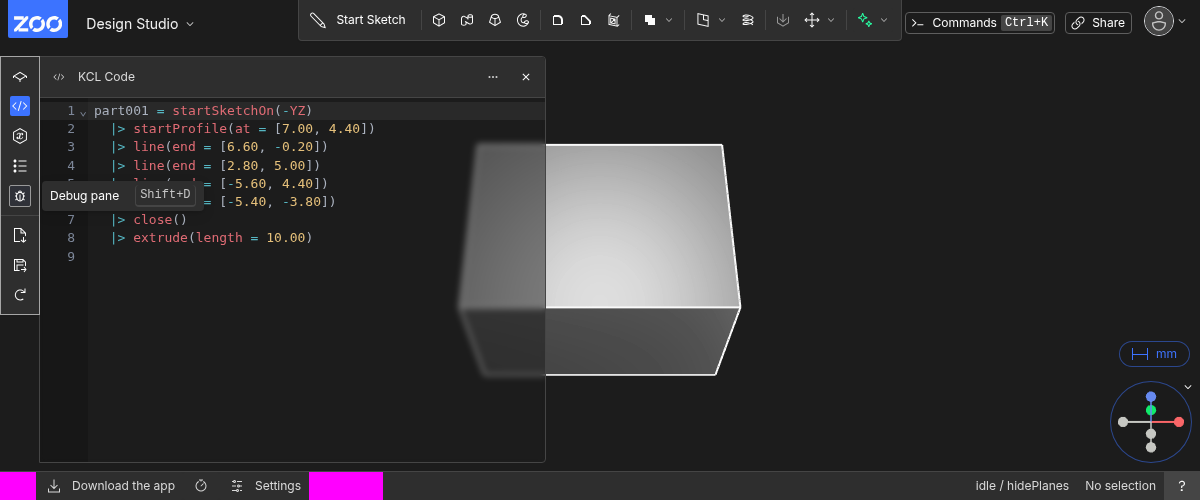 ZOO Design Studio Start Sketch Commands Ctrl+K Share
KCL Code
1 part001 = startSketchOn(-YZ)
2 |> startProfile(at = [7.00, 4.40])
3 |> line(end = [6.60, -0.20])
4 |> line(end = [2.80, 5.00])
= [-5.60, 4.40])
Debug pane Shift+D
= [-5.40, -3.80])
7 |> close()
8 |> extrude(length = 10.00)
9
mm
Download the app Settings idle / hidePlanes No selection ?